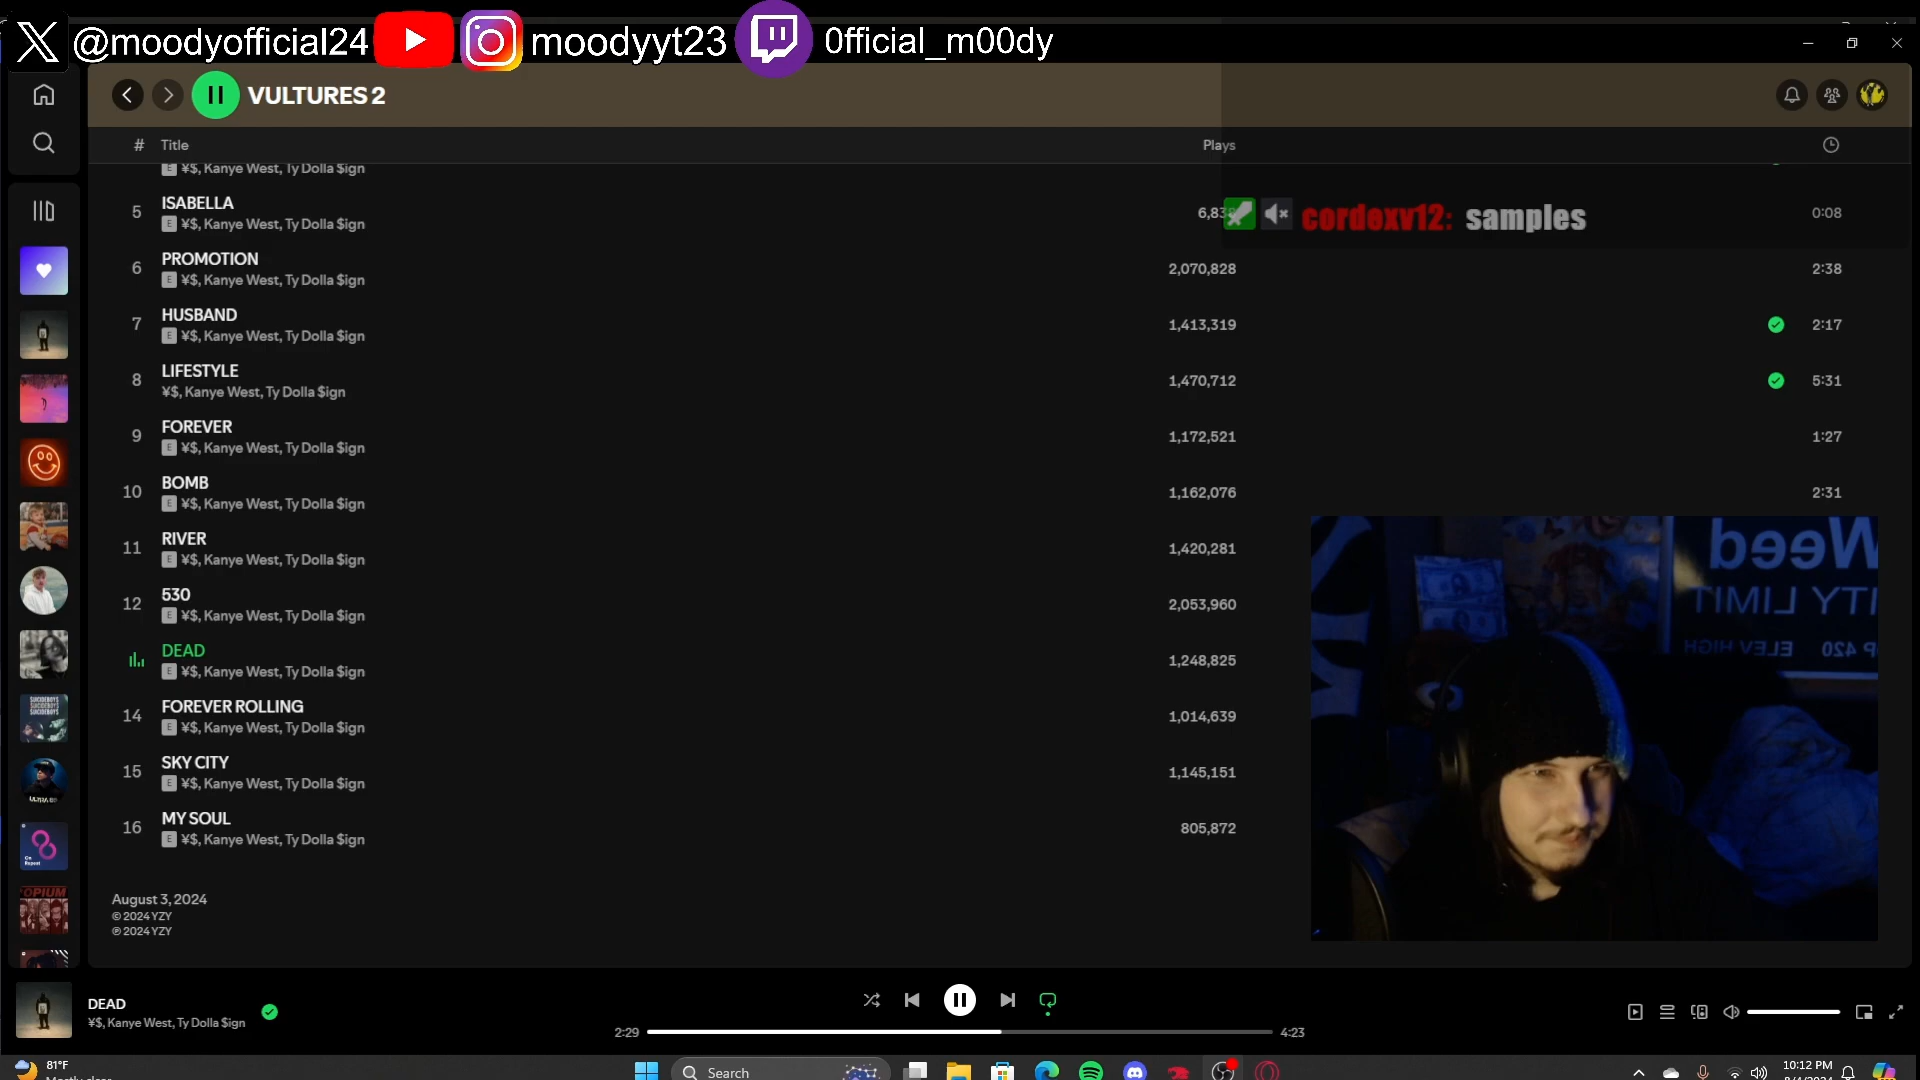 @moodyofficial24 moodyyt23 0fficial_m00dy
VULTURES 2
# Title Plays
E ¥$, Kanye West, Ty Dolla $ign
5 ISABELLA 0:08
E ¥$, Kanye West, Ty Dolla $ign
cordexv12: samples
6 PROMOTION 2,070,828 2:38
E ¥$, Kanye West, Ty Dolla $ign
7 HUSBAND 1,413,319 2:17
E ¥$, Kanye West, Ty Dolla $ign
8 LIFESTYLE 1,470,712 5:31
¥$, Kanye West, Ty Dolla $ign
9 FOREVER 1,172,521 1:27
E ¥$, Kanye West, Ty Dolla $ign
10 BOMB 1,162,076 2:31
E ¥$, Kanye West, Ty Dolla $ign
11 RIVER 1,420,281
E ¥$, Kanye West, Ty Dolla $ign
12 530 2,053,960
E ¥$, Kanye West, Ty Dolla $ign
DEAD 1,248,825
E ¥$, Kanye West, Ty Dolla $ign
14 FOREVER ROLLING 1,014,639
E ¥$, Kanye West, Ty Dolla $ign
15 SKY CITY 1,145,151
E ¥$, Kanye West, Ty Dolla $ign
16 MY SOUL 805,872
E ¥$, Kanye West, Ty Dolla $ign
Weed
ITY LIMIT
P 420 ELEV HIGH
August 3, 2024
© 2024 YZY
℗ 2024 YZY
OPIUM
DEAD
¥$, Kanye West, Ty Dolla $ign
2:29 4:23
81°F
Search
10:12 PM